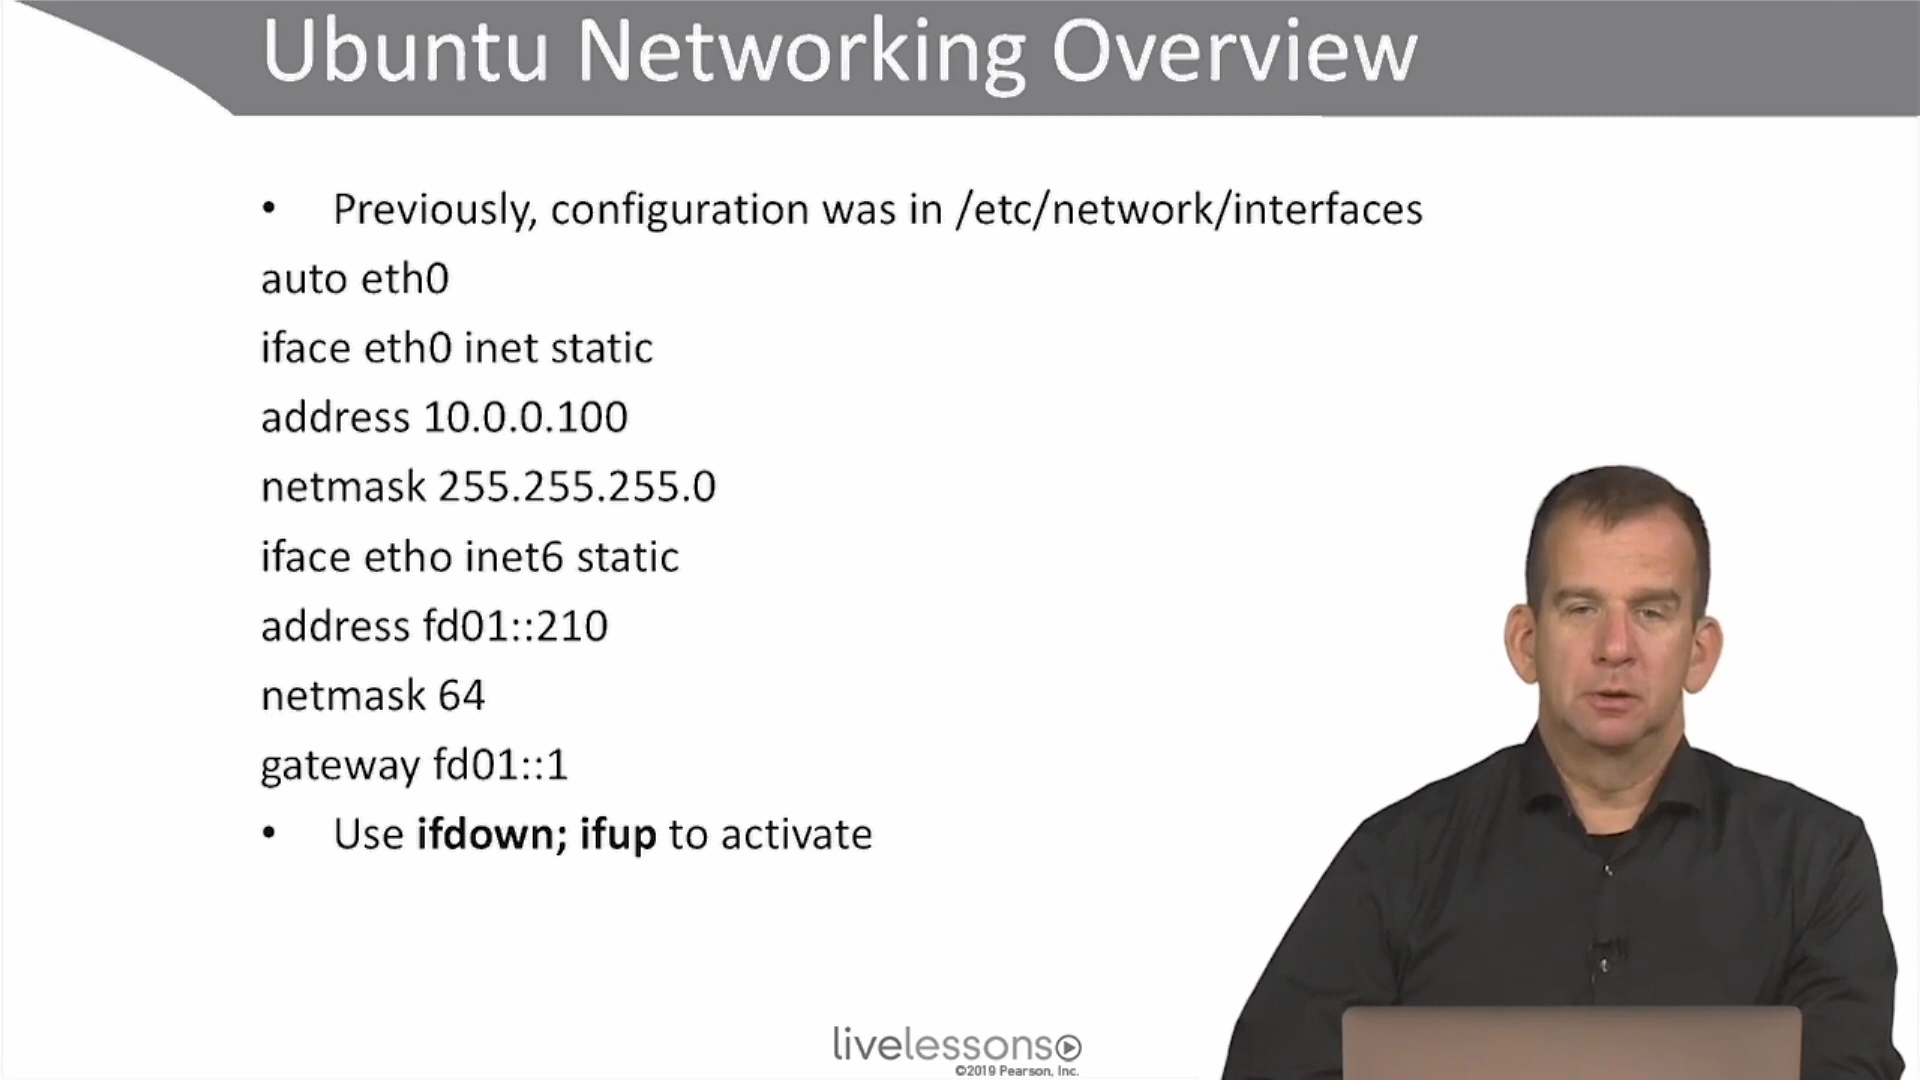 Ubuntu Networking Overview
• Previously, configuration was in /etc/network/interfaces
auto eth0
iface eth0 inet static
address 10.0.0.100
netmask 255.255.255.0
iface etho inet6 static
address fd01::210
netmask 64
gateway fd01::1
• Use ifdown; ifup to activate
livelessons
©2019 Pearson, Inc.